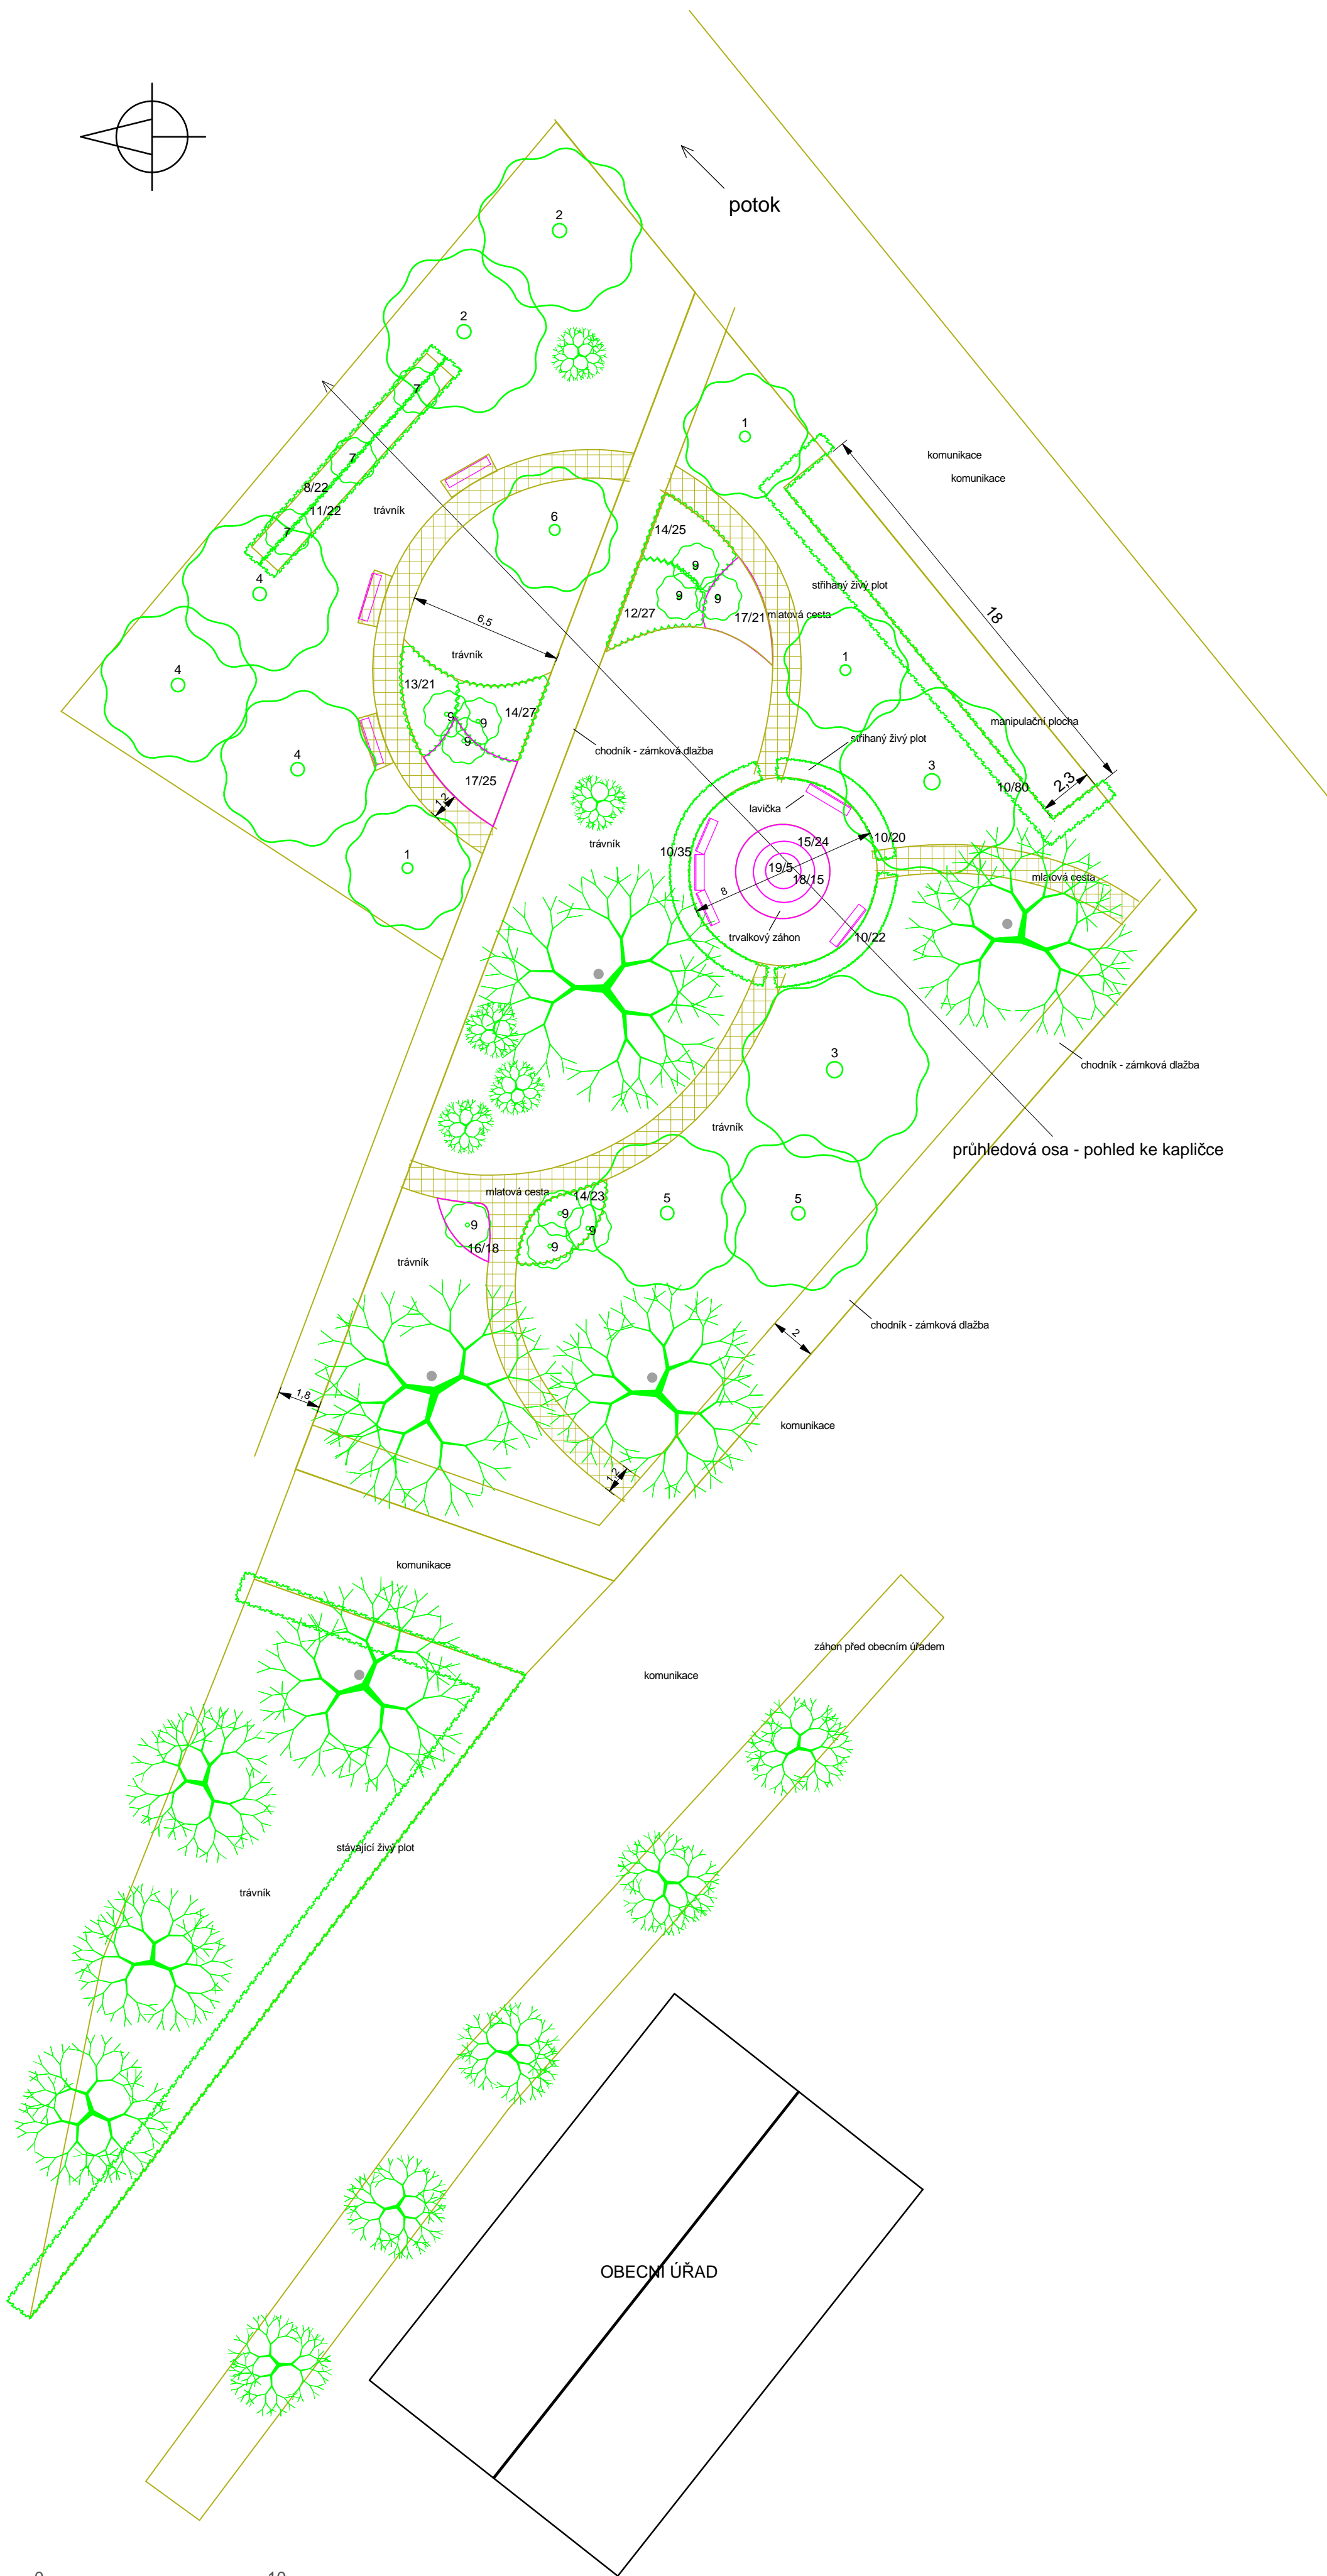 potok
2
2
1
komunikace
komunikace
7
7
8/22
11/22
trávník
6
7
14/25
9
střihaný živý plot
18
4
9
9
12/27
17/21
mlatová cesta
6,5
trávník
1
4
13/21
9
9
14/27
9
manipulační plocha
střihaný živý plot
chodník - zámková dlažba
4
3
17/25
2,3
10/80
1,2
lavička
trávník
15/24
10/20
10/35
1
19/5
18/15
mlatová cesta
8
trvalkový záhon
10/22
3
chodník - zámková dlažba
trávník
průhledová osa - pohled ke kapličce
mlatová cesta
14/23
5
5
9
9
9
9
16/18
trávník
chodník - zámková dlažba
2
1,8
komunikace
1,2
komunikace
záhon před obecním úřadem
komunikace
stávající živý plot
trávník
OBECNÍ ÚŘAD
0
10